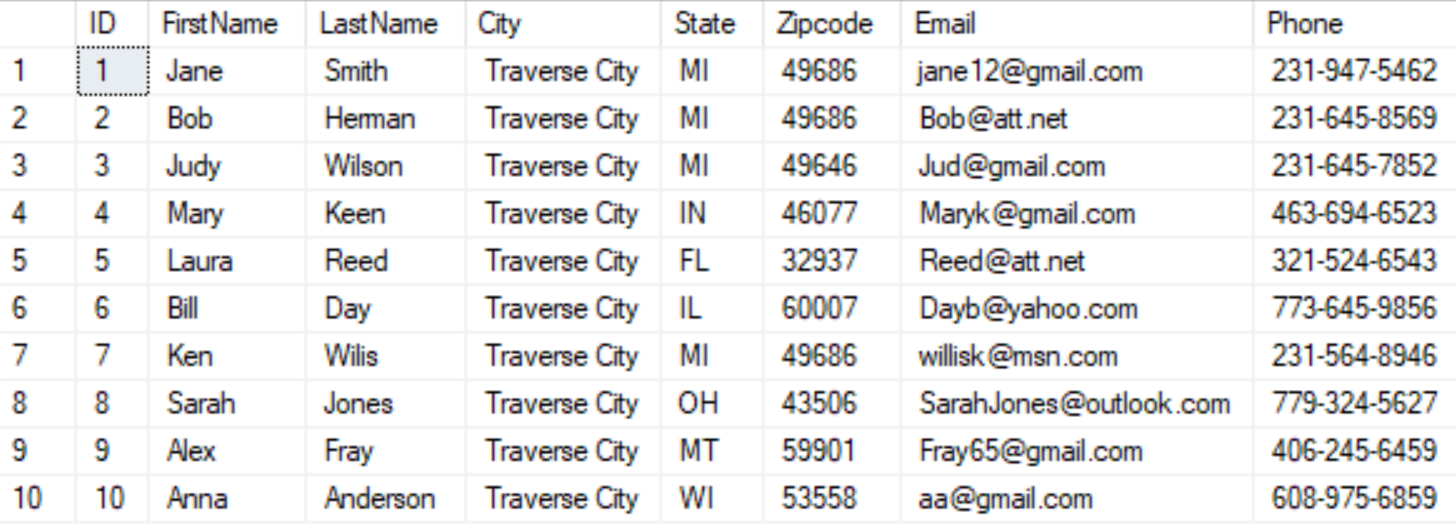 ID FirstName LastName City State Zipcode Email Phone
1 1 Jane Smith Traverse City MI 49686 jane12@gmail.com 231-947-5462
2 2 Bob Herman Traverse City MI 49686 Bob@att.net 231-645-8569
3 3 Judy Wilson Traverse City MI 49646 Jud@gmail.com 231-645-7852
4 4 Mary Keen Traverse City IN 46077 Maryk@gmail.com 463-694-6523
5 5 Laura Reed Traverse City FL 32937 Reed@att.net 321-524-6543
6 6 Bill Day Traverse City IL 60007 Dayb@yahoo.com 773-645-9856
7 7 Ken Wilis Traverse City MI 49686 willisk@msn.com 231-564-8946
8 8 Sarah Jones Traverse City OH 43506 SarahJones@outlook.com 779-324-5627
9 9 Alex Fray Traverse City MT 59901 Fray65@gmail.com 406-245-6459
10 10 Anna Anderson Traverse City WI 53558 aa@gmail.com 608-975-6859